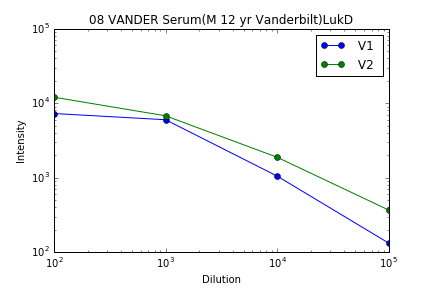 08 VANDER Serum(M 12 yr Vanderbilt)LukD
10^5
V1
V2
10^4
Intensity
10^3
10^2
10^2 10^3 10^4 10^5
Dilution